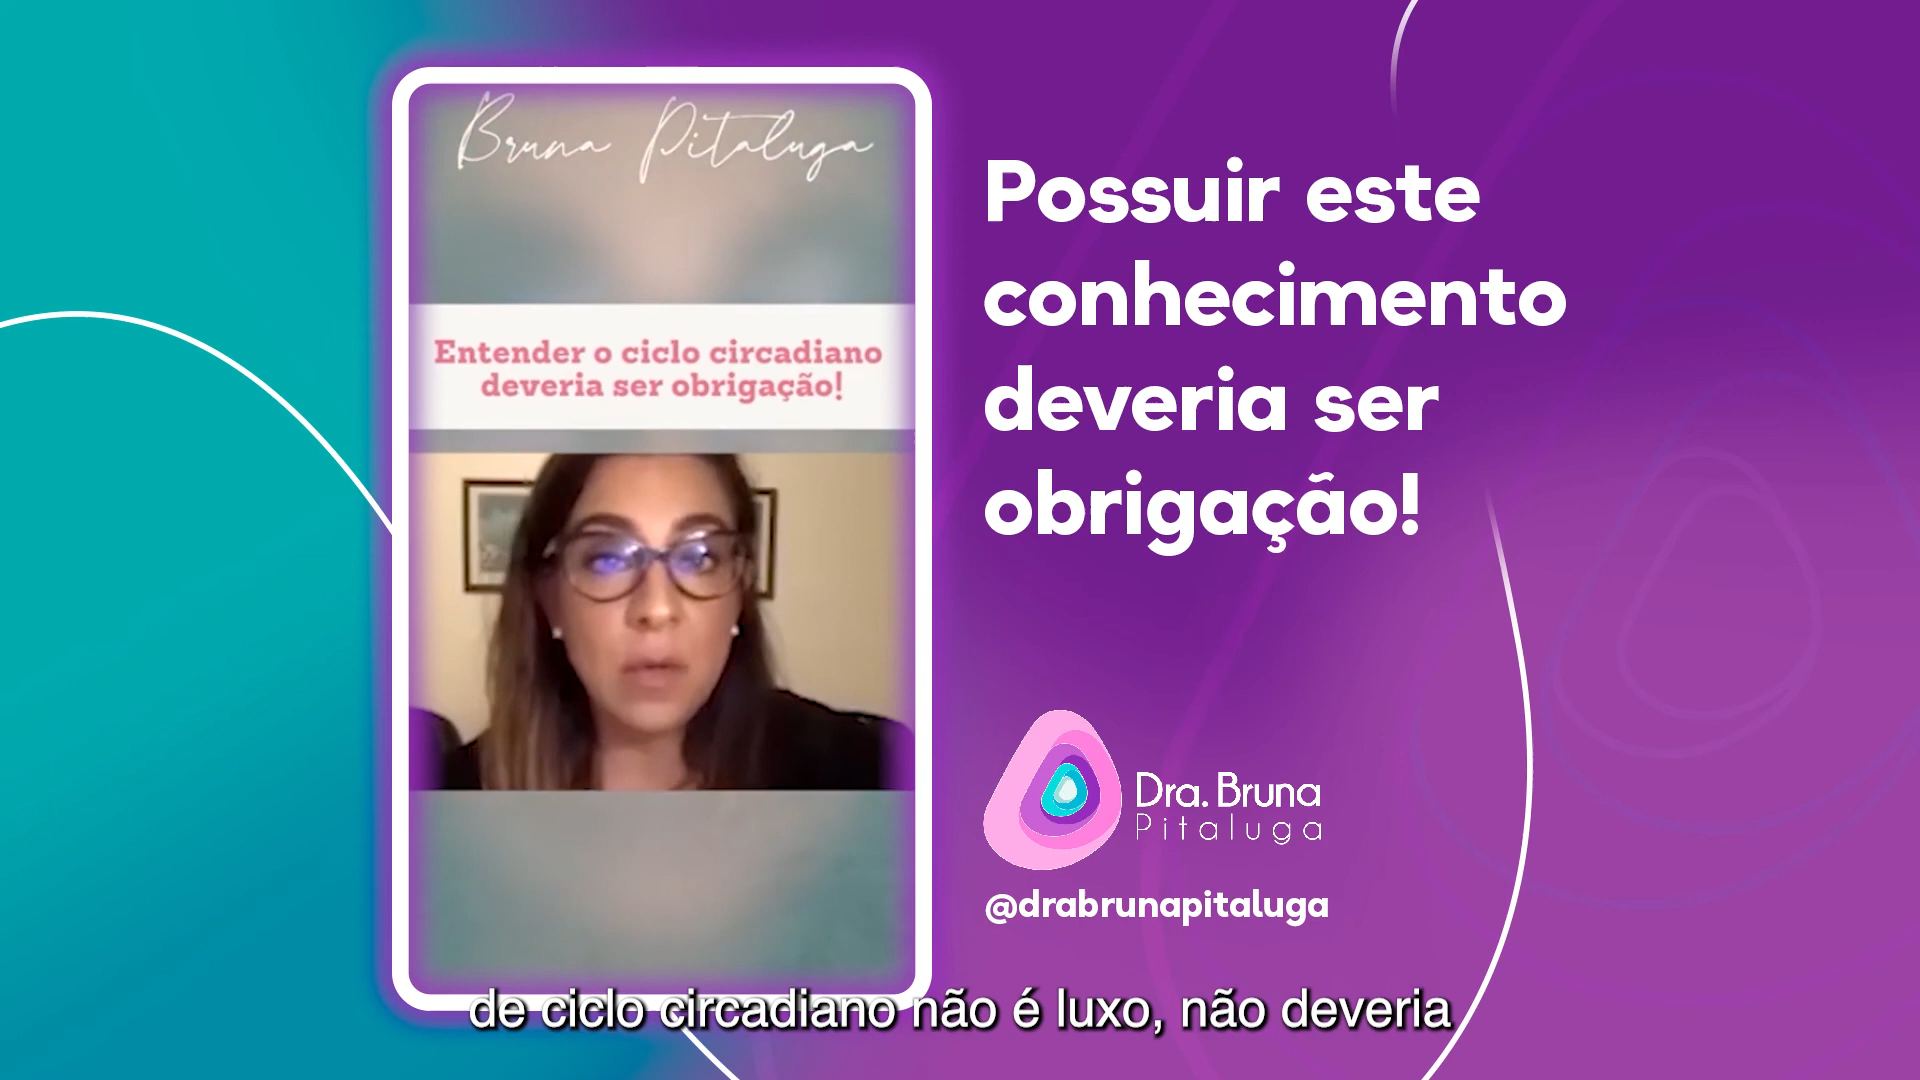 Bruna Pitaluga
Entender o ciclo circadiano
deveria ser obrigação!
Possuir este
conhecimento
deveria ser
obrigação!
Dra. Bruna
Pitaluga
@drabrunapitaluga
de ciclo circadiano não é luxo, não deveria